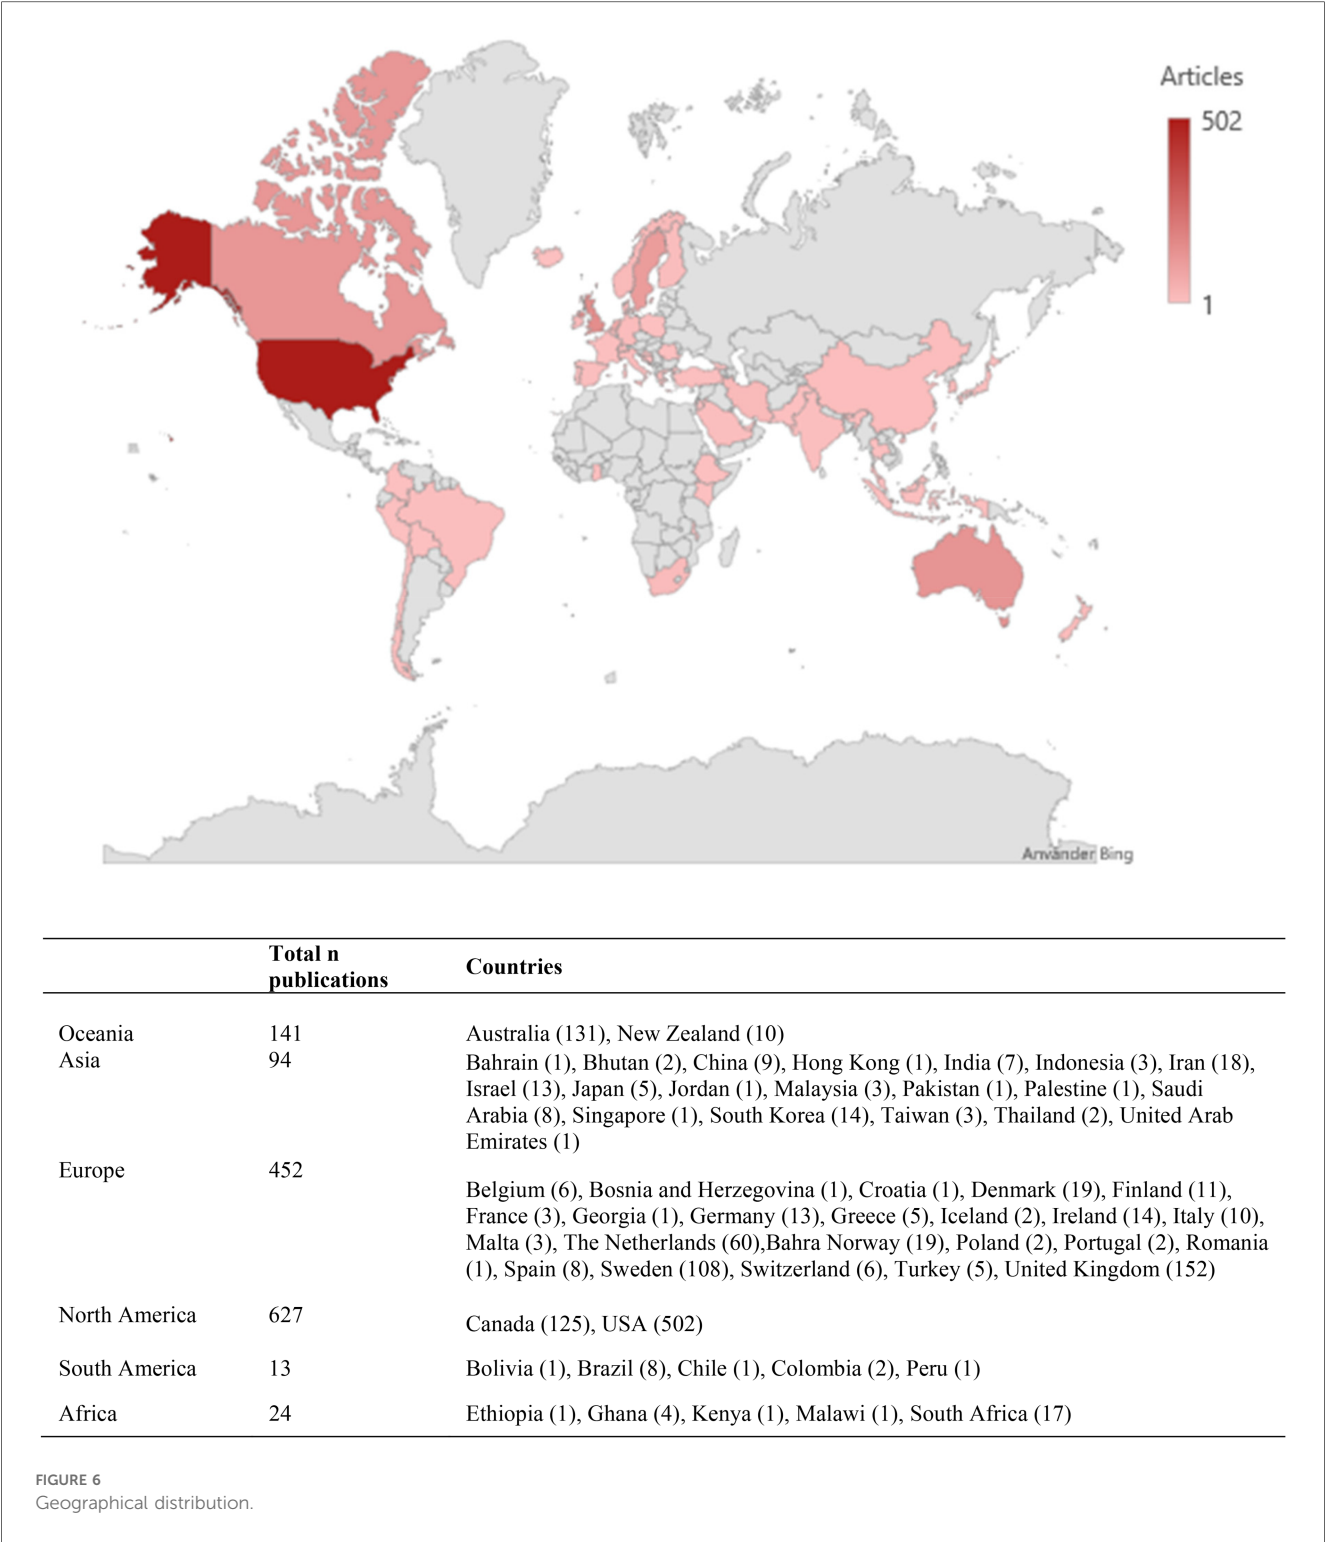 Articles
502
1
Använder Bing
Total n
publications
Countries
Oceania 141 Australia (131), New Zealand (10)
Asia 94 Bahrain (1), Bhutan (2), China (9), Hong Kong (1), India (7), Indonesia (3), Iran (18),
Israel (13), Japan (5), Jordan (1), Malaysia (3), Pakistan (1), Palestine (1), Saudi
Arabia (8), Singapore (1), South Korea (14), Taiwan (3), Thailand (2), United Arab
Emirates (1)
Europe 452
Belgium (6), Bosnia and Herzegovina (1), Croatia (1), Denmark (19), Finland (11),
France (3), Georgia (1), Germany (13), Greece (5), Iceland (2), Ireland (14), Italy (10),
Malta (3), The Netherlands (60),Bahra Norway (19), Poland (2), Portugal (2), Romania
(1), Spain (8), Sweden (108), Switzerland (6), Turkey (5), United Kingdom (152)
North America 627 Canada (125), USA (502)
South America 13 Bolivia (1), Brazil (8), Chile (1), Colombia (2), Peru (1)
Africa 24 Ethiopia (1), Ghana (4), Kenya (1), Malawi (1), South Africa (17)
FIGURE 6
Geographical distribution.